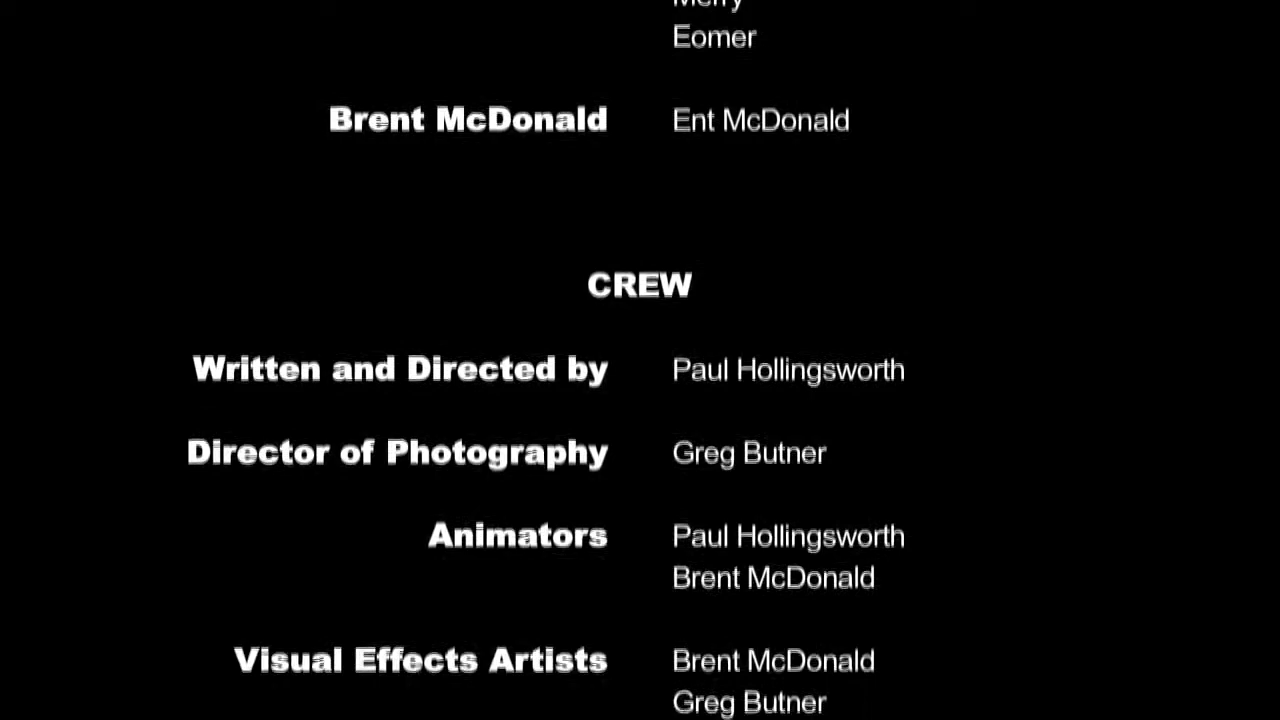 Merry
Eomer
Brent McDonald Ent McDonald
CREW
Written and Directed by Paul Hollingsworth
Director of Photography Greg Butner
Animators Paul Hollingsworth
Brent McDonald
Visual Effects Artists Brent McDonald
Greg Butner